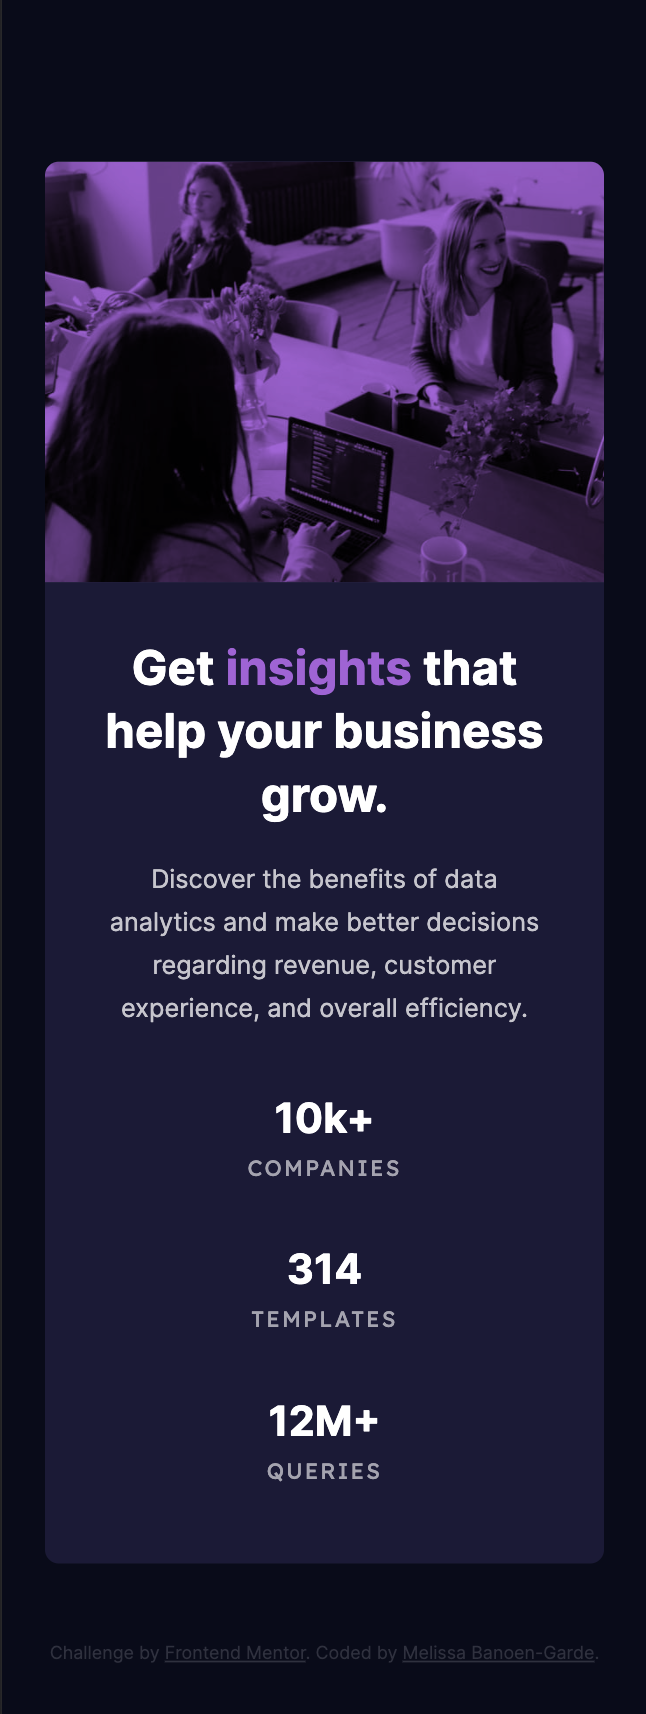 Get insights that
help your business
grow.
Discover the benefits of data
analytics and make better decisions
regarding revenue, customer
experience, and overall efficiency.
10k+
COMPANIES
314
TEMPLATES
12M+
QUERIES
Challenge by Frontend Mentor. Coded by Melissa Banoen-Garde.